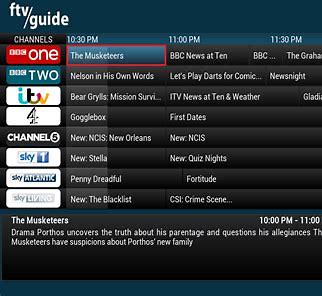 ftv/guide
CHANNELS 10:30 PM 11:00 PM 11:30 PM
BBC one The Musketeers BBC News at Ten BBC ... The Graham
BBC TWO Nelson in His Own Words Let's Play Darts for Comic... Newsnight
itv Bear Grylls: Mission Survi... ITV News at Ten & Weather Gladia
4 Gogglebox First Dates
CHANNEL 5 New: NCIS: New Orleans New: NCIS
sky 1 New: Stella New: Quiz Nights
sky ATLANTIC Penny Dreadful Fortitude
sky LIVING New: The Blacklist CSI: Crime Scene...
The Musketeers 10:00 PM - 11:00
Drama Porthos uncovers the truth about his parentage and questions his allegiances Th
Musketeers have suspicions about Porthos' new family